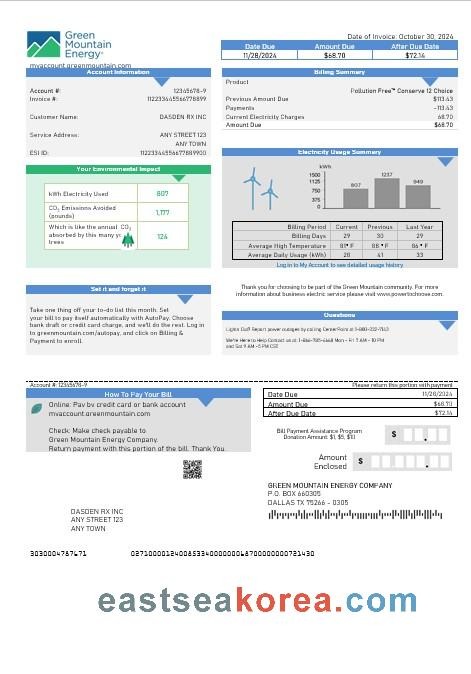 Green
Mountain
Energy
myaccount.greenmountain.com
Date of Invoice: October 30, 2024
Date Due Amount Due After Due Date
11/28/2024 $68.70 $72.14
Account Information
Account #: 12345678-9
Invoice #: 112233445566778899
Customer Name: DASDEN RX INC
Service Address: ANY STREET 123
ANY TOWN
ESI ID: 1122334455667788990
Billing Summary
Product
Pollution Free™ Conserve 12 Choice
Previous Amount Due $113.43
Payments -113.43
Current Electricity Charges 68.70
Amount Due $68.70
Your Environmental Impact
kWh Electricity Used 807
CO2 Emissions Avoided (pounds) 1,177
Which is like the annual CO2 absorbed by this many trees 124
Electricity Usage Summary
kWh
1500
1125
750
375
0
807
1237
949
Billing Period Current Previous Last Year
Billing Days 29 30 29
Average High Temperature 81° F 88° F 86° F
Average Daily Usage (kWh) 28 41 33
Log in to My Account to see detailed usage history
Set it and forget it
Take one thing off your to-do list this month. Set
your bill to pay itself automatically with AutoPay. Choose
bank draft or credit card charge, and we'll do the rest. Log in
to greenmountain.com/autopay, and click on Billing &
Payment to enroll.
Thank you for choosing to be part of the Green Mountain community. For more
information about business electric service please visit www.powertochoose.com.
Questions
Lights Out? Report power outages by calling CenterPoint at
We're Here to Help Contact us at Mon - Fri 7 AM - 10 PM
and Sat 9 AM - 5 PM CST
Account #: 12345678-9
Please return this portion with payment
How To Pay Your Bill
Online: Pay by credit card or bank account
myaccount.greenmountain.com
Check: Make check payable to
Green Mountain Energy Company.
Return payment with this portion of the bill. Thank You.
Date Due 11/28/2024
Amount Due $68.70
After Due Date $72.14
Bill Payment Assistance Program
Donation Amount: $1, $5, $10
$
Amount
Enclosed
$
GREEN MOUNTAIN ENERGY COMPANY
P.O. BOX 660305
DALLAS TX 75266 - 0305
DASDEN RX INC
ANY STREET 123
ANY TOWN
3030004787671
eastseakorea.com